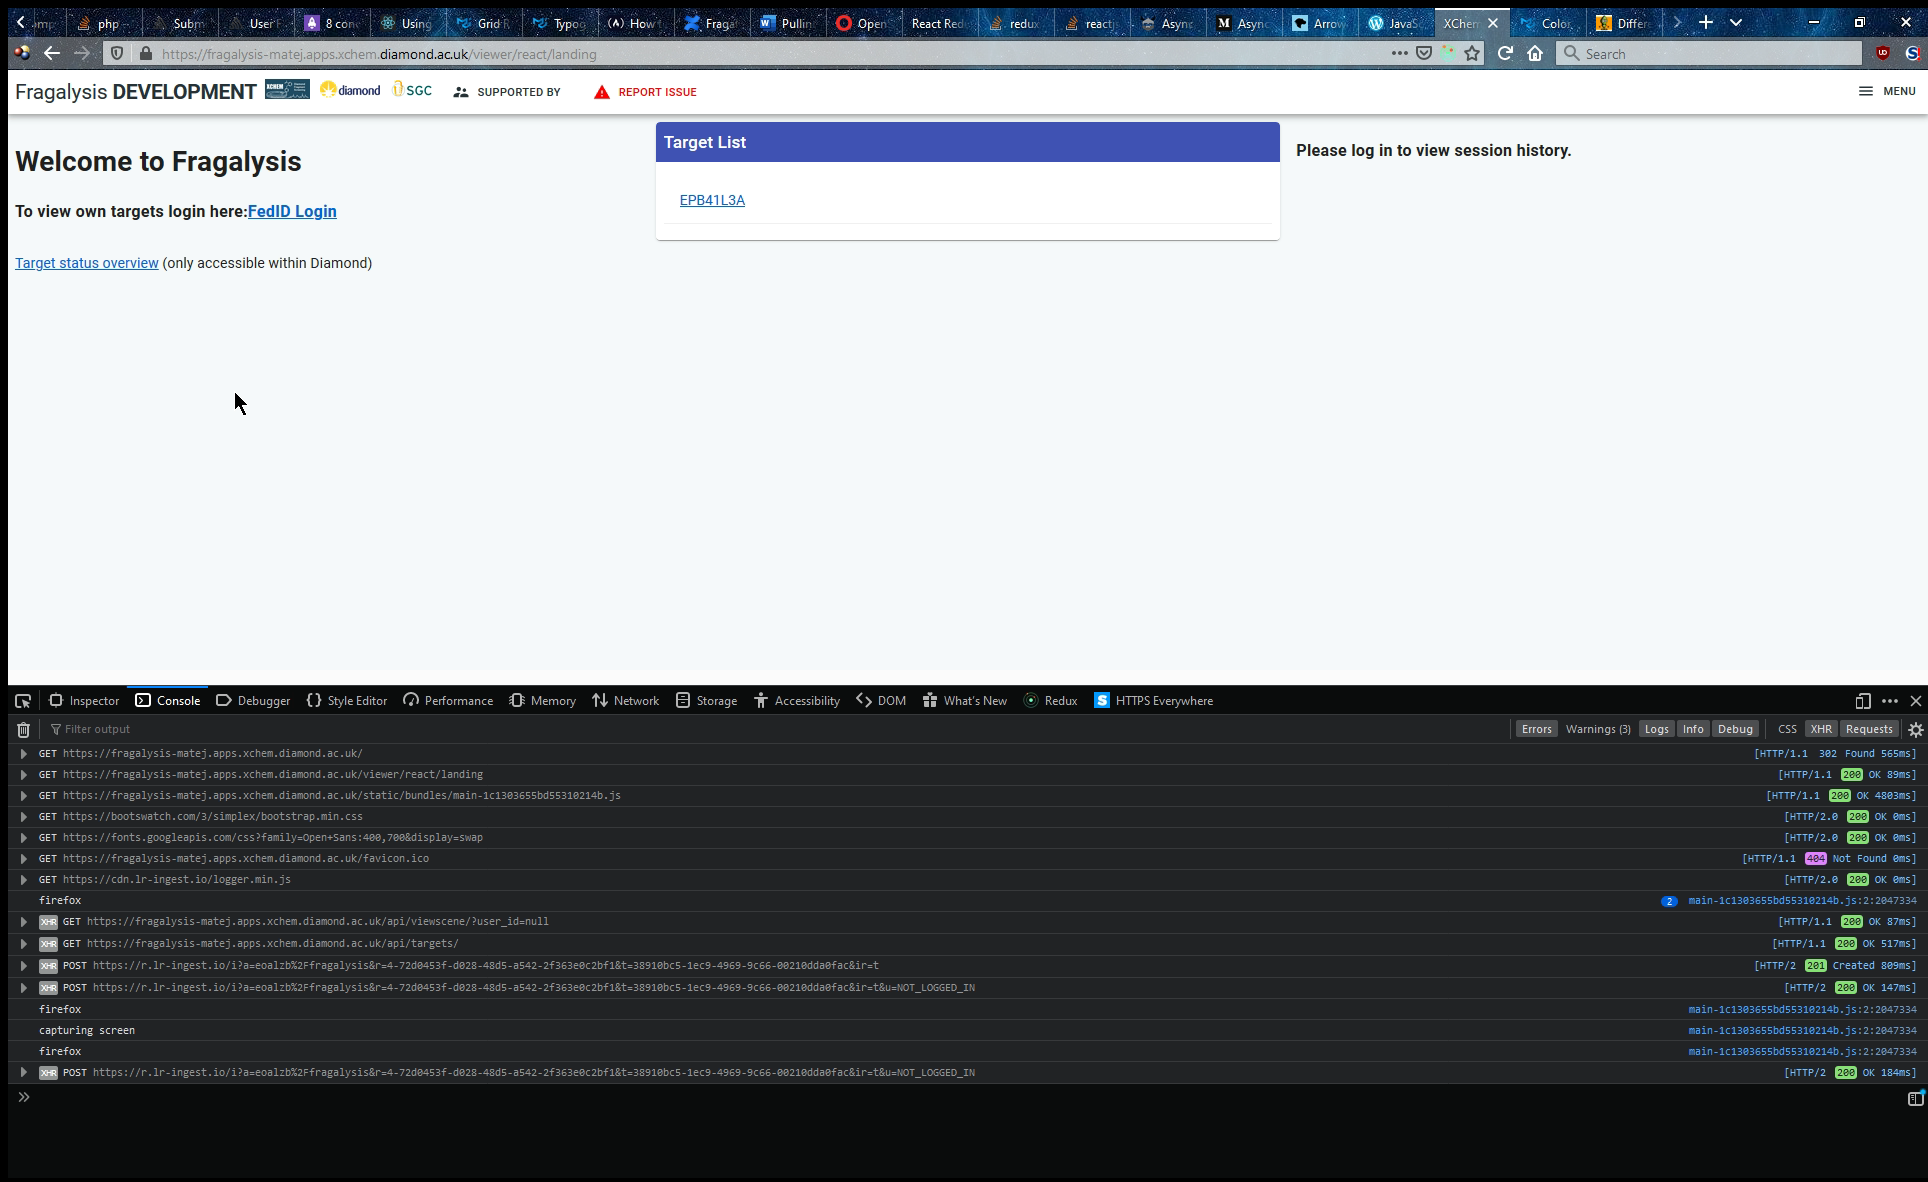 php
Subm
User F
8 con
Using
Grid R
Typog
How t
Fraga
Pullin
Open
React Red
redux
reactj
Async
Async
Arrow
JavaS
XChem
Color
Differ
https://fragalysis-matej.apps.xchem.diamond.ac.uk/viewer/react/landing
Search
Fragalysis DEVELOPMENT
XCHEM
diamond
SGC
SUPPORTED BY
REPORT ISSUE
MENU
Welcome to Fragalysis
To view own targets login here:FedID Login
Target status overview (only accessible within Diamond)
Target List
EPB41L3A
Please log in to view session history.
Inspector Console Debugger Style Editor Performance Memory Network Storage Accessibility DOM What's New Redux HTTPS Everywhere
Filter output
Errors Warnings (3) Logs Info Debug CSS XHR Requests
GET https://fragalysis-matej.apps.xchem.diamond.ac.uk/ [HTTP/1.1 302 Found 565ms]
GET https://fragalysis-matej.apps.xchem.diamond.ac.uk/viewer/react/landing [HTTP/1.1 200 OK 89ms]
GET https://fragalysis-matej.apps.xchem.diamond.ac.uk/static/bundles/main-1c1303655bd55310214b.js [HTTP/1.1 200 OK 4803ms]
GET https://bootswatch.com/3/simplex/bootstrap.min.css [HTTP/2.0 200 OK 0ms]
GET https://fonts.googleapis.com/css?family=Open+Sans:400,700&display=swap [HTTP/2.0 200 OK 0ms]
GET https://fragalysis-matej.apps.xchem.diamond.ac.uk/favicon.ico [HTTP/1.1 404 Not Found 0ms]
GET https://cdn.lr-ingest.io/logger.min.js [HTTP/2.0 200 OK 0ms]
firefox 2 main-1c1303655bd55310214b.js:2:2047334
XHR GET https://fragalysis-matej.apps.xchem.diamond.ac.uk/api/viewscene/?user_id=null [HTTP/1.1 200 OK 87ms]
XHR GET https://fragalysis-matej.apps.xchem.diamond.ac.uk/api/targets/ [HTTP/1.1 200 OK 517ms]
XHR POST https://r.lr-ingest.io/i?a=eoalzb%2Ffragalysis&r=4-72d0453f-d028-48d5-a542-2f363e0c2bf1&t=38910bc5-1ec9-4969-9c66-00210dda0fac&ir=t [HTTP/2 201 Created 809ms]
XHR POST https://r.lr-ingest.io/i?a=eoalzb%2Ffragalysis&r=4-72d0453f-d028-48d5-a542-2f363e0c2bf1&t=38910bc5-1ec9-4969-9c66-00210dda0fac&ir=t&u=NOT_LOGGED_IN [HTTP/2 200 OK 147ms]
firefox main-1c1303655bd55310214b.js:2:2047334
capturing screen main-1c1303655bd55310214b.js:2:2047334
firefox main-1c1303655bd55310214b.js:2:2047334
XHR POST https://r.lr-ingest.io/i?a=eoalzb%2Ffragalysis&r=4-72d0453f-d028-48d5-a542-2f363e0c2bf1&t=38910bc5-1ec9-4969-9c66-00210dda0fac&ir=t&u=NOT_LOGGED_IN [HTTP/2 200 OK 184ms]